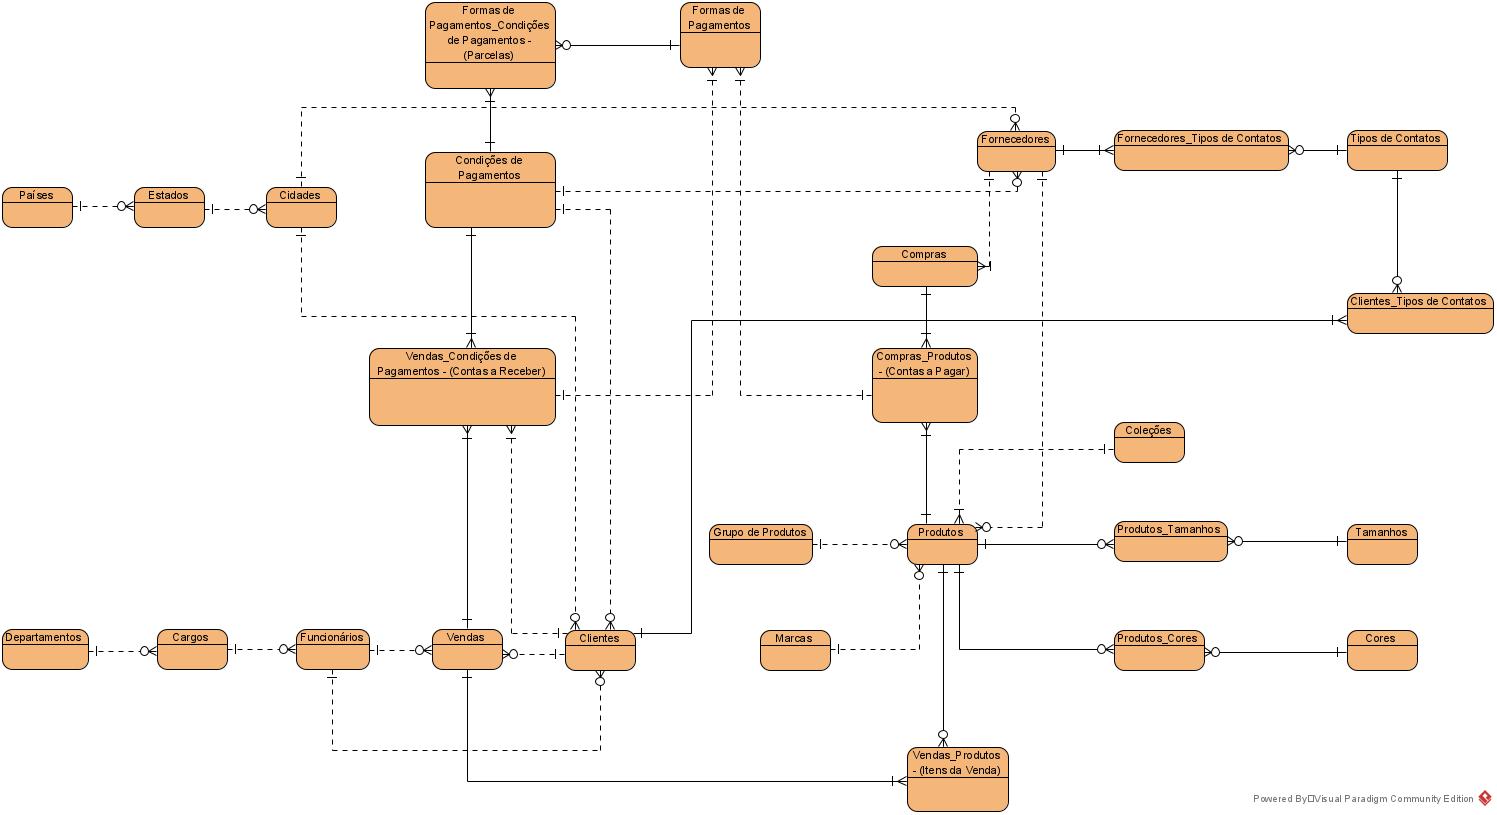 Formas de
Pagamentos_Condições
de Pagamentos -
(Parcelas)
Formas de
Pagamentos
Fornecedores
Fornecedores_Tipos de Contatos
Tipos de Contatos
Condições de
Pagamentos
Países
Estados
Cidades
Compras
Clientes_Tipos de Contatos
Vendas_Condições de
Pagamentos - (Contas a Receber)
Compras_Produtos
- (Contas a Pagar)
Coleções
Grupo de Produtos
Produtos
Produtos_Tamanhos
Tamanhos
Departamentos
Cargos
Funcionários
Vendas
Clientes
Marcas
Produtos_Cores
Cores
Vendas_Produtos
- (Itens da Venda)
Powered By□Visual Paradigm Community Edition